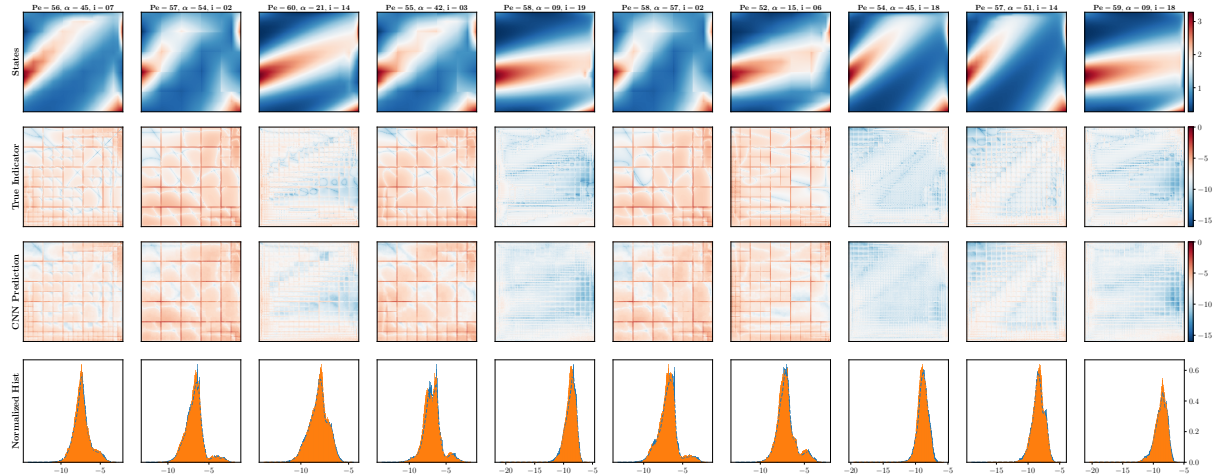 Pe−56, α−45, i−07
Pe−57, α−54, i−02
Pe−60, α−21, i−14
Pe−55, α−42, i−03
Pe−58, α−09, i−19
Pe−58, α−57, i−02
Pe−52, α−15, i−06
Pe−54, α−45, i−18
Pe−57, α−51, i−14
Pe−59, α−09, i−18
States
3
2
1
True Indicator
0
−5
−10
−15
CNN Prediction
0
−5
−10
−15
Normalized Hist
0.6
0.4
0.2
0.0
−10 −5
−10 −5
−10 −5
−10 −5
−20 −15 −10 −5
−10 −5
−10 −5
−20 −15 −10 −5
−20 −15 −10 −5
−20 −15 −10 −5